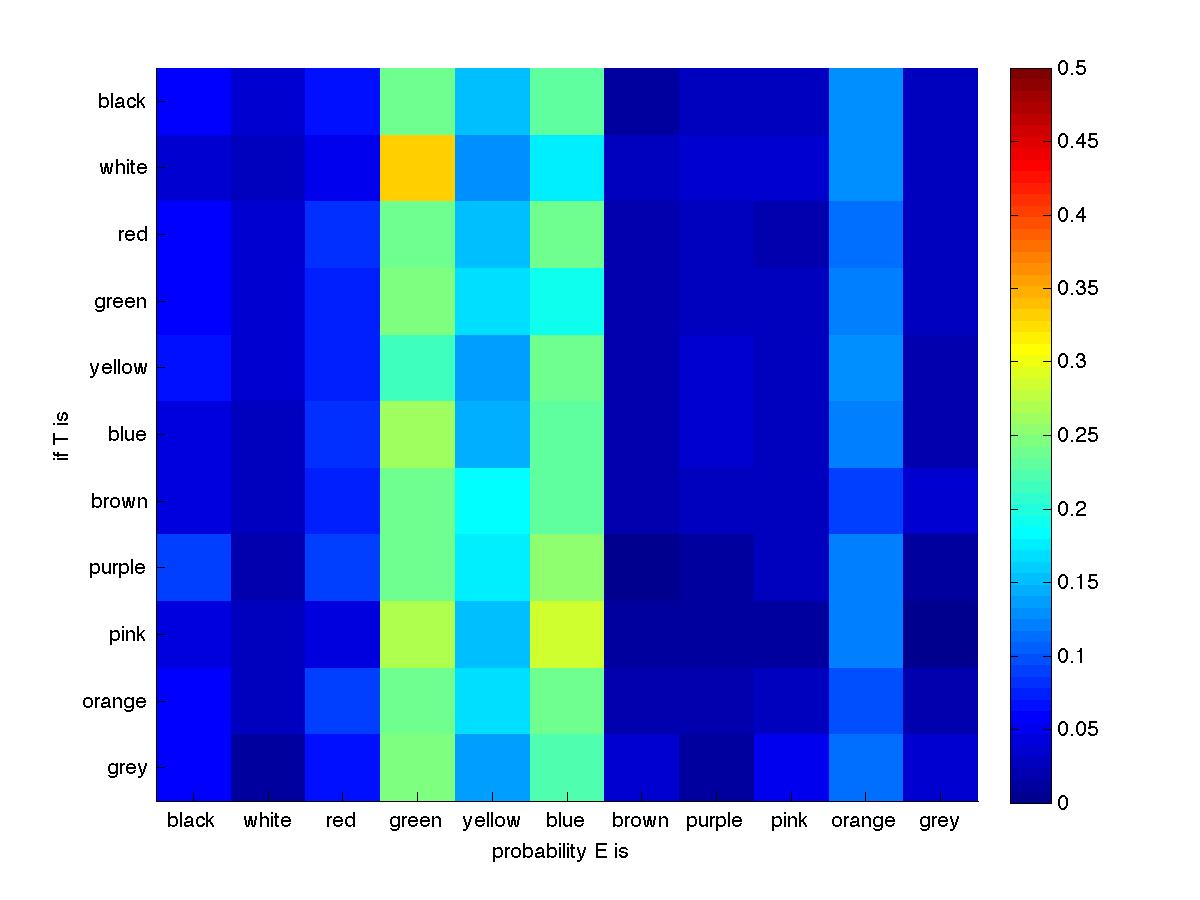 black
white
red
green
yellow
blue
brown
purple
pink
orange
grey
if T is
black white red green yellow blue brown purple pink orange grey
probability E is
0.5
0.45
0.4
0.35
0.3
0.25
0.2
0.15
0.1
0.05
0